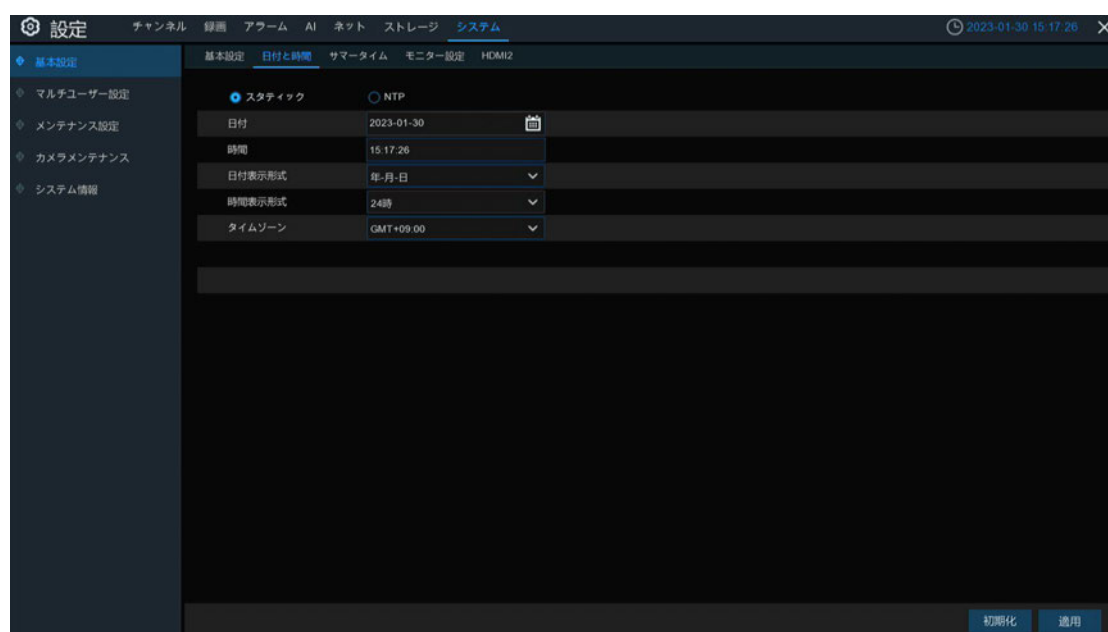 設定 チャンネル 録画 アラーム AI ネット ストレージ システム 2023-01-30 15:17:26
基本設定 基本設定 日付と時間 サマータイム モニター設定 HDMI2
マルチユーザー設定 スタティック NTP
メンテナンス設定 日付 2023-01-30
時間 15:17:26
カメラメンテナンス
日付表示形式 年-月-日
システム情報
時間表示形式 24時
タイムゾーン GMT+09:00
初期化 適用